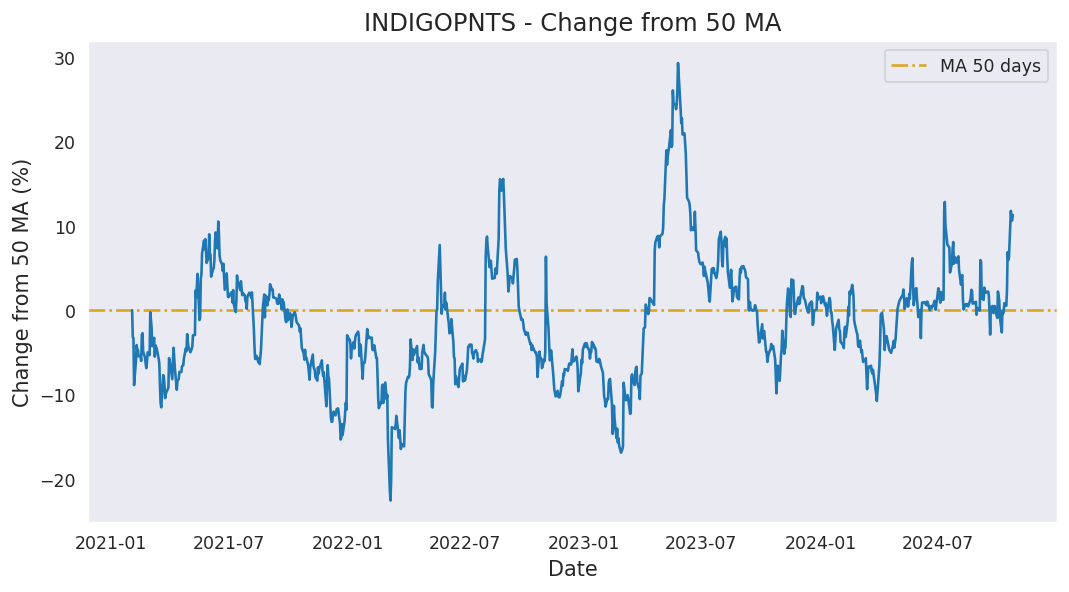 INDIGOPNTS - Change from 50 MA
MA 50 days
Change from 50 MA (%)
30
20
10
0
−10
−20
2021-01 2021-07 2022-01 2022-07 2023-01 2023-07 2024-01 2024-07
Date